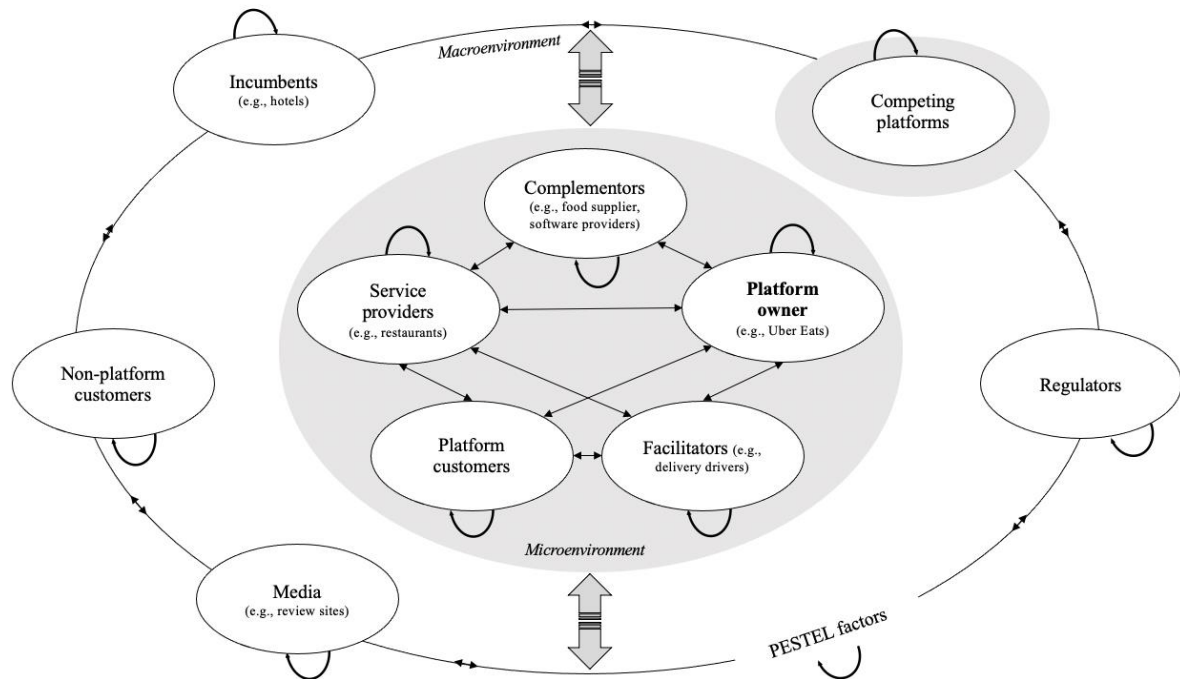 Macroenvironment
Incumbents
(e.g., hotels)
Competing
platforms
Complementors
(e.g., food supplier,
software providers)
Service
providers
(e.g., restaurants)
Platform
owner
(e.g., Uber Eats)
Non-platform
customers
Regulators
Platform
customers
Facilitators (e.g.,
delivery drivers)
Microenvironment
Media
(e.g., review sites)
PESTEL factors